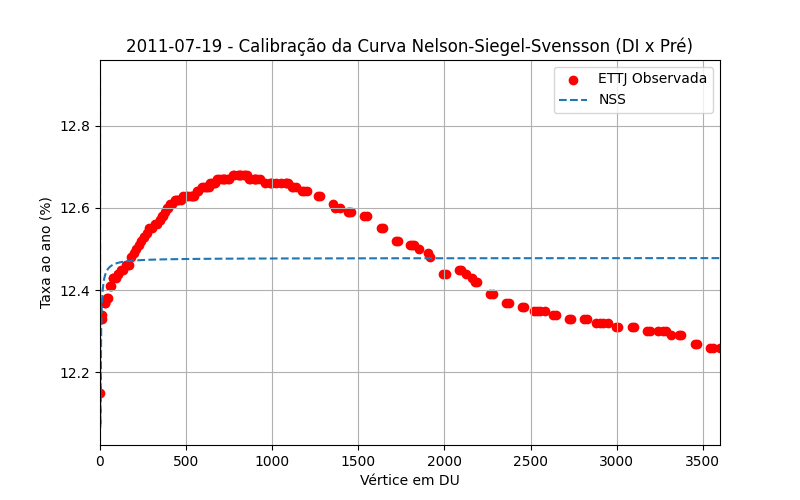 2011-07-19 - Calibração da Curva Nelson-Siegel-Svensson (DI x Pré)
ETTJ Observada
NSS
Taxa ao ano (%)
12.8
12.6
12.4
12.2
0 500 1000 1500 2000 2500 3000 3500
Vértice em DU